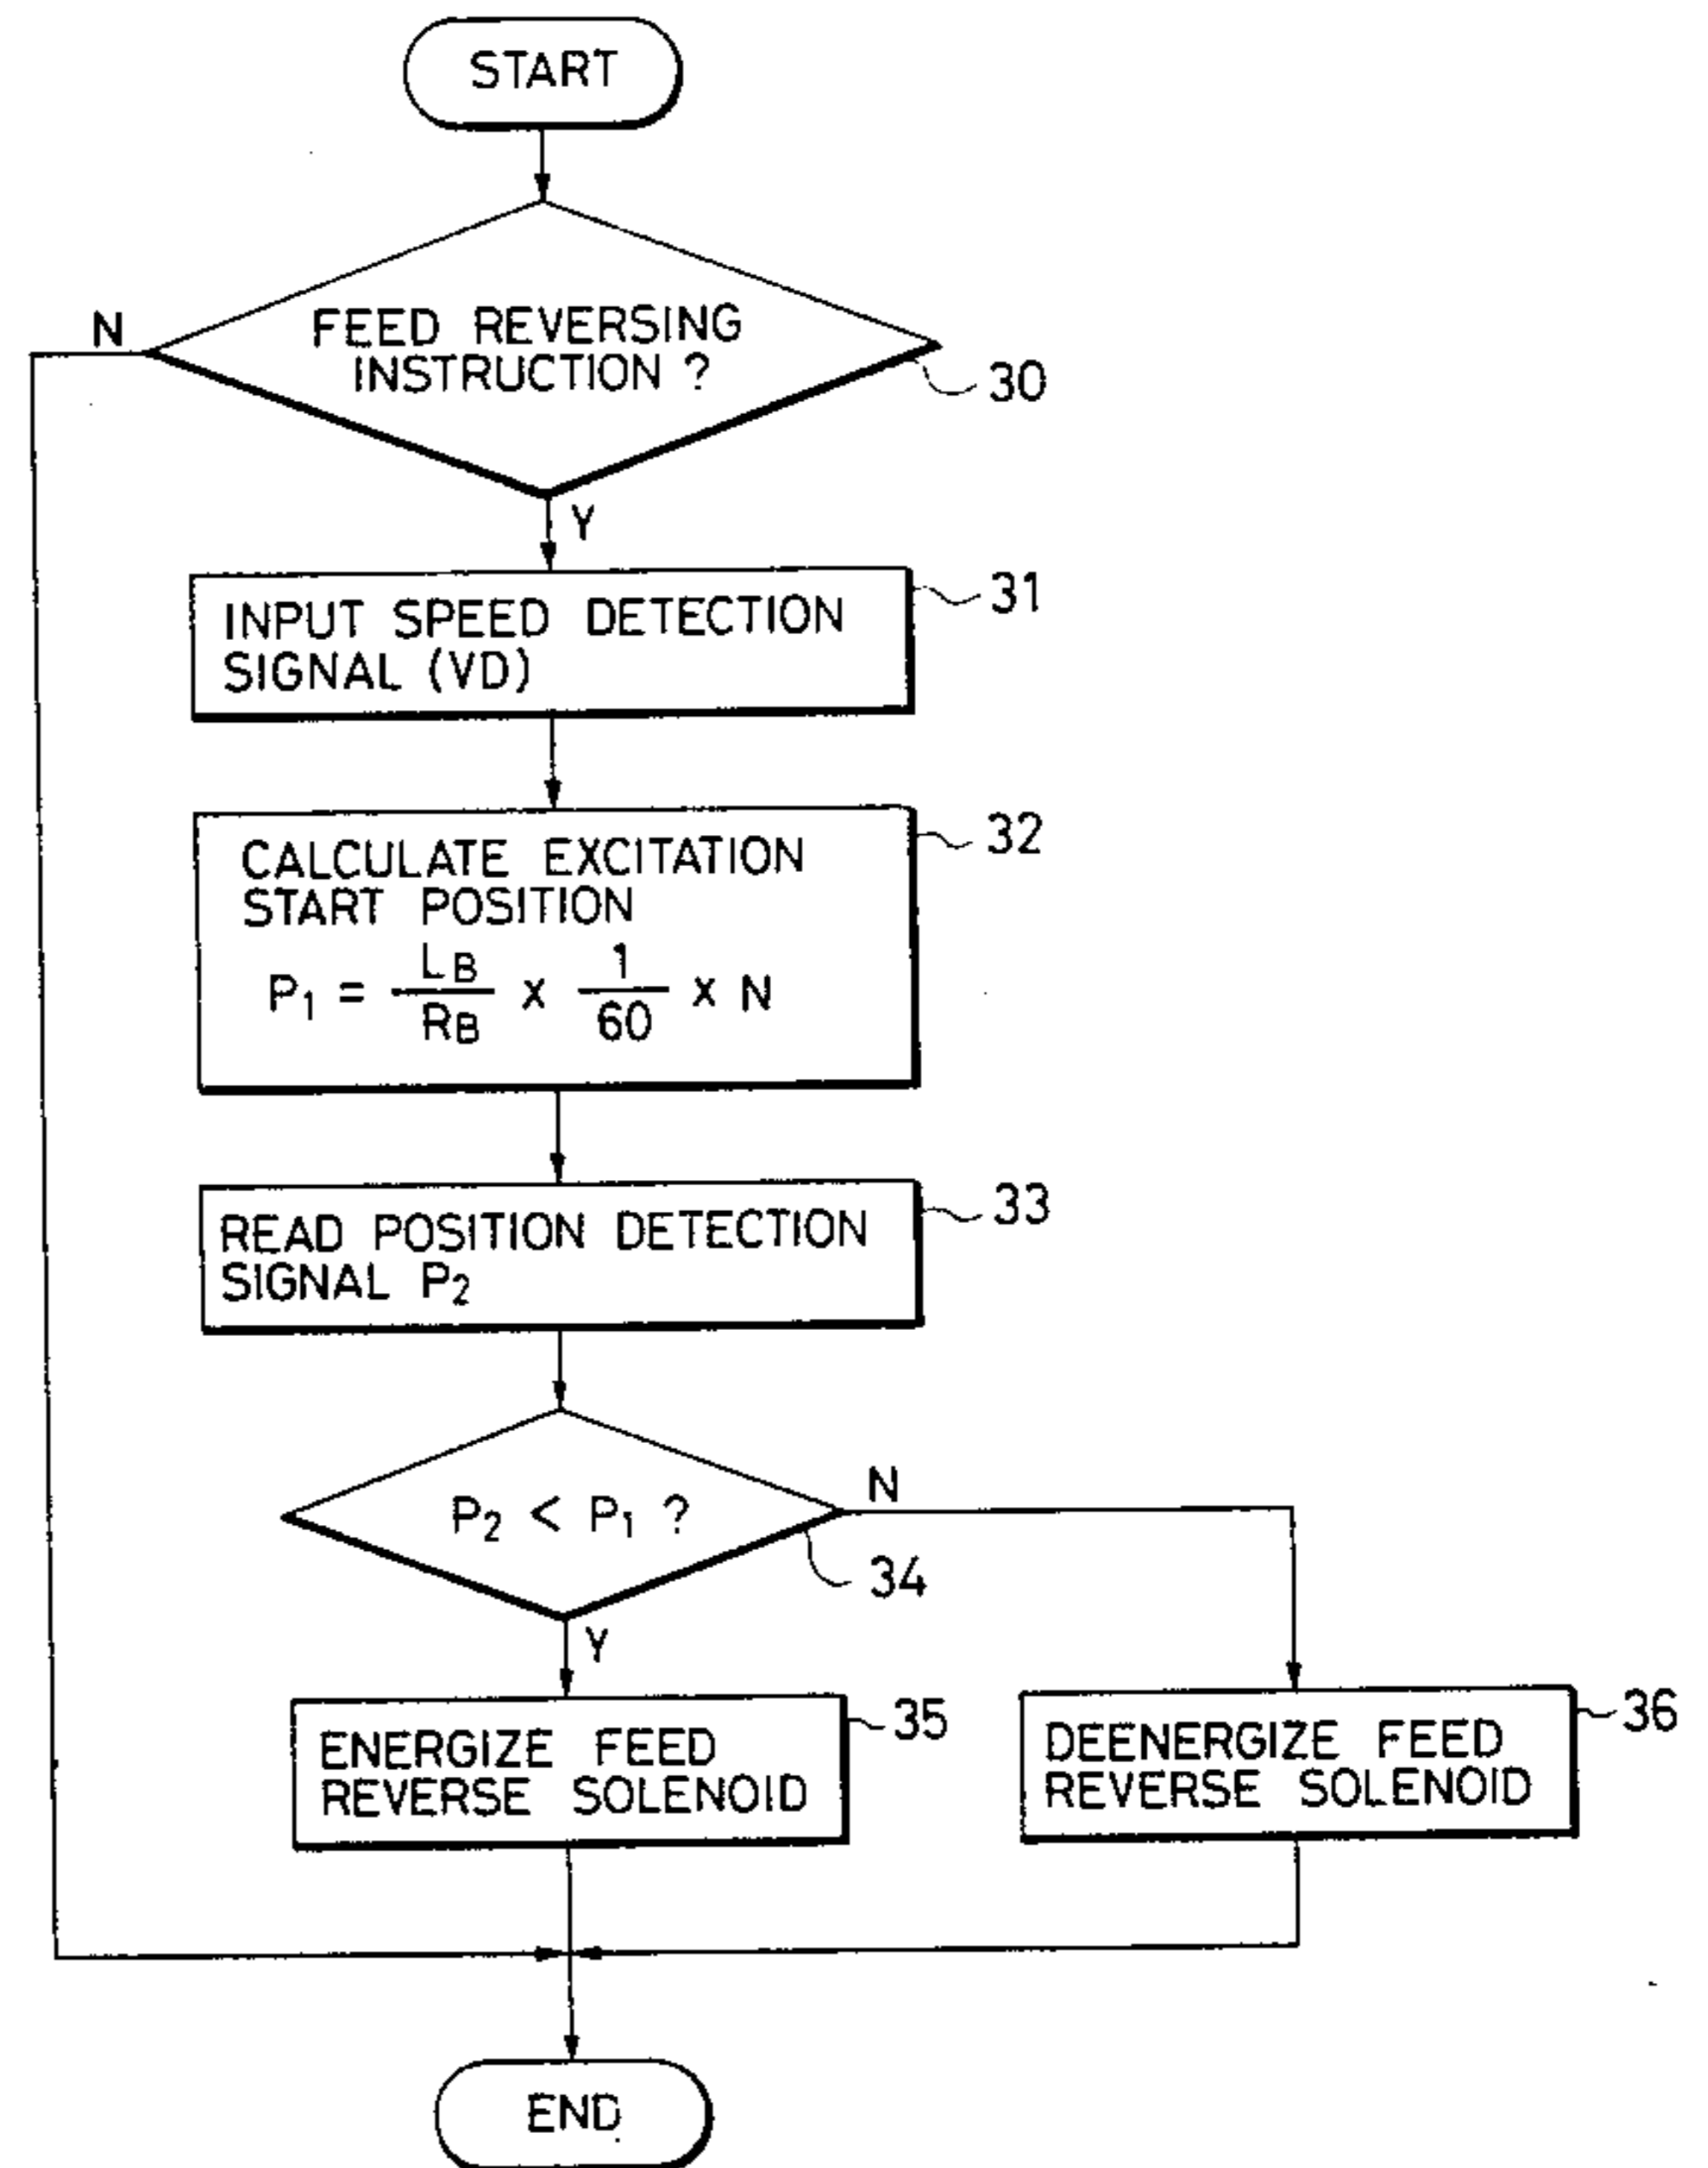 START
N
FEED REVERSING
INSTRUCTION ?
30
Y
INPUT SPEED DETECTION
SIGNAL (VD)
31
CALCULATE EXCITATION
START POSITION
P1 = LB/RB x 1/60 x N
32
READ POSITION DETECTION
SIGNAL P2
33
P2 < P1 ?
N
34
Y
ENERGIZE FEED
REVERSE SOLENOID
35
DEENERGIZE FEED
REVERSE SOLENOID
36
END